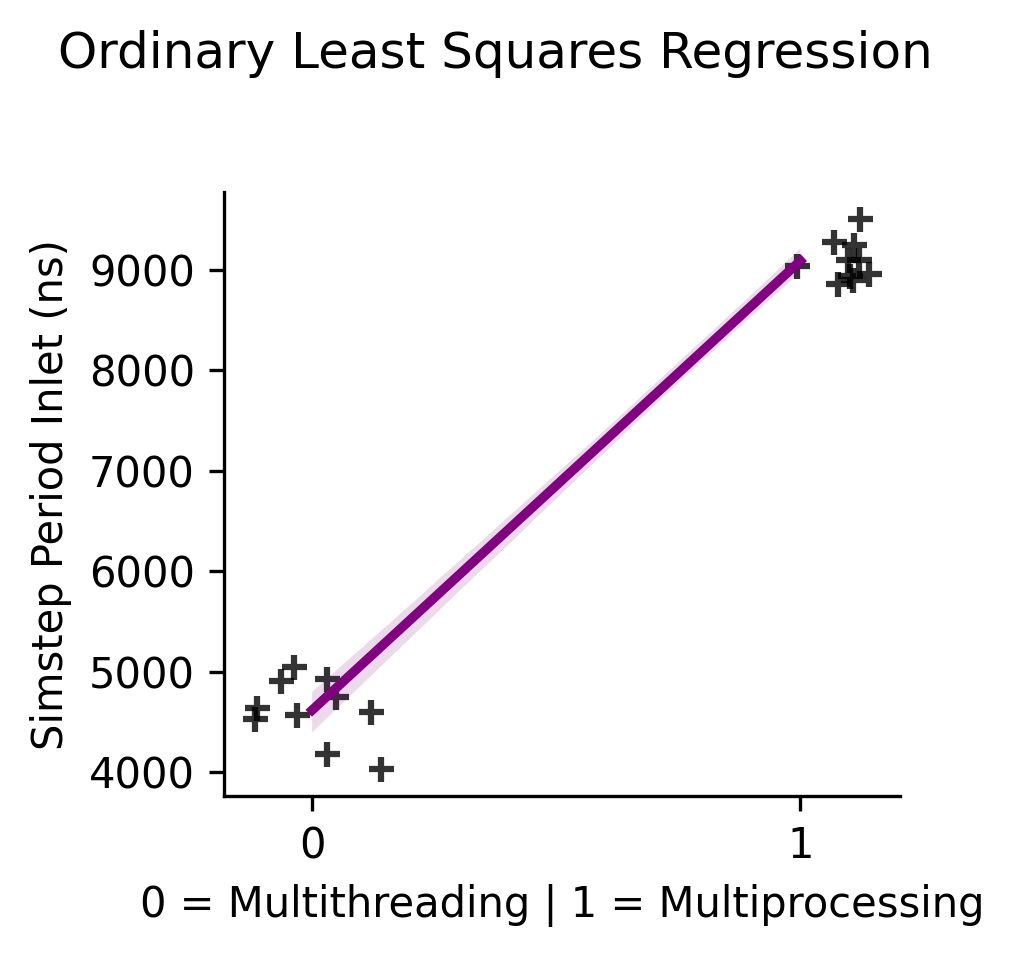 Ordinary Least Squares Regression
Simstep Period Inlet (ns)
9000
8000
7000
6000
5000
4000
0 1
0 = Multithreading | 1 = Multiprocessing